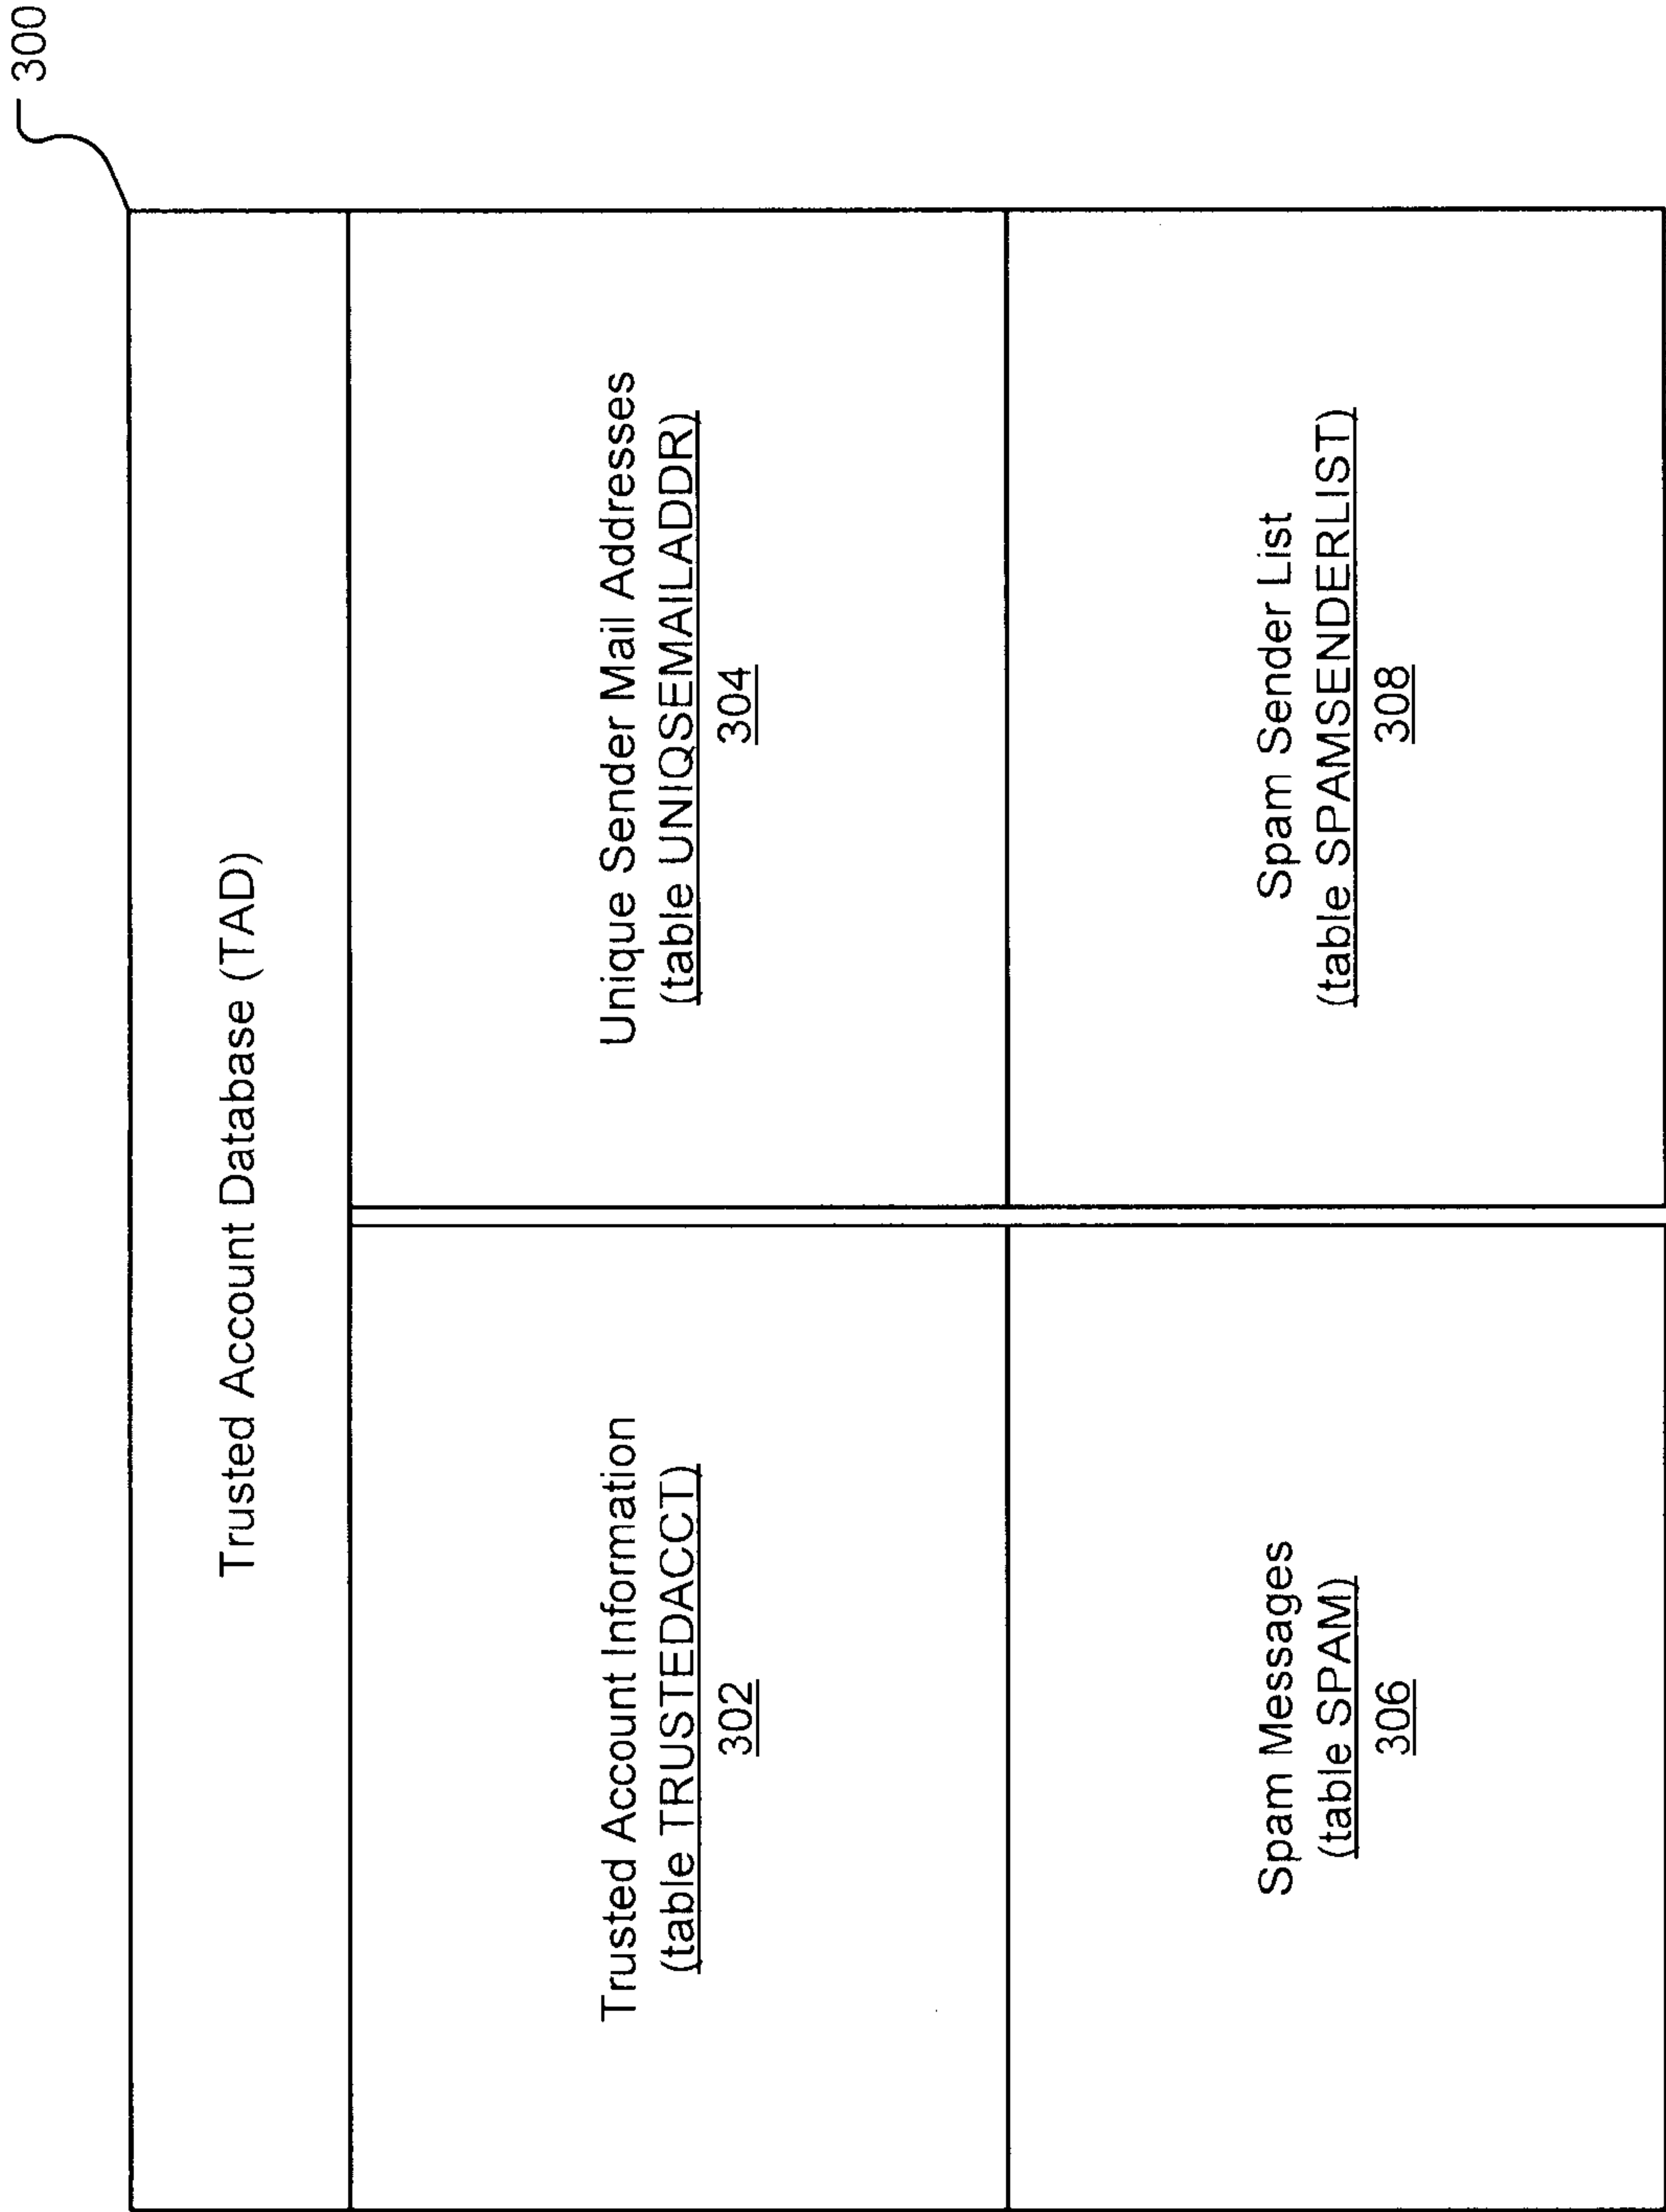 300
Trusted Account Database (TAD)
Trusted Account Information
(table TRUSTEDACCT)
302
Unique Sender Mail Addresses
(table UNIQSEMAILADDR)
304
Spam Messages
(table SPAM)
306
Spam Sender List
(table SPAMSENDERLIST)
308